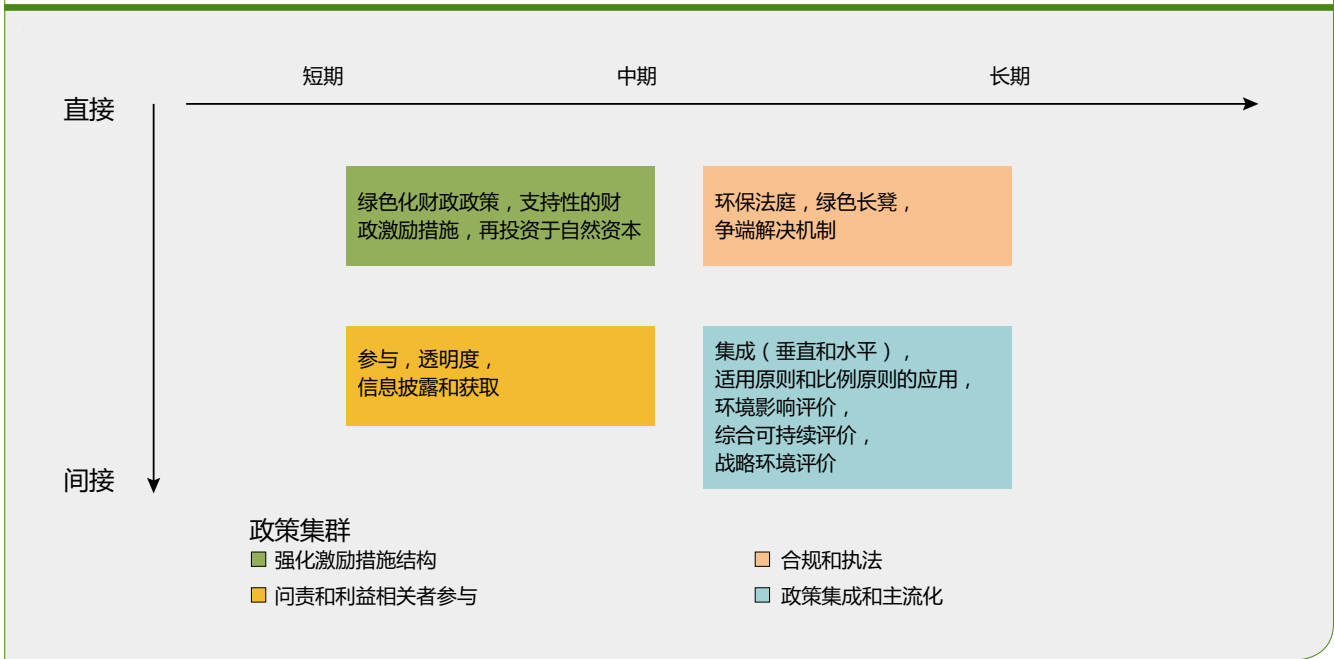 短期
中期
长期
直接
绿色化财政政策，支持性的财
政激励措施，再投资于自然资本
环保法庭，绿色长凳，
争端解决机制
参与，透明度，
信息披露和获取
集成（垂直和水平），
适用原则和比例原则的应用，
环境影响评价，
综合可持续评价，
战略环境评价
间接
政策集群
强化激励措施结构
合规和执法
问责和利益相关者参与
政策集成和主流化